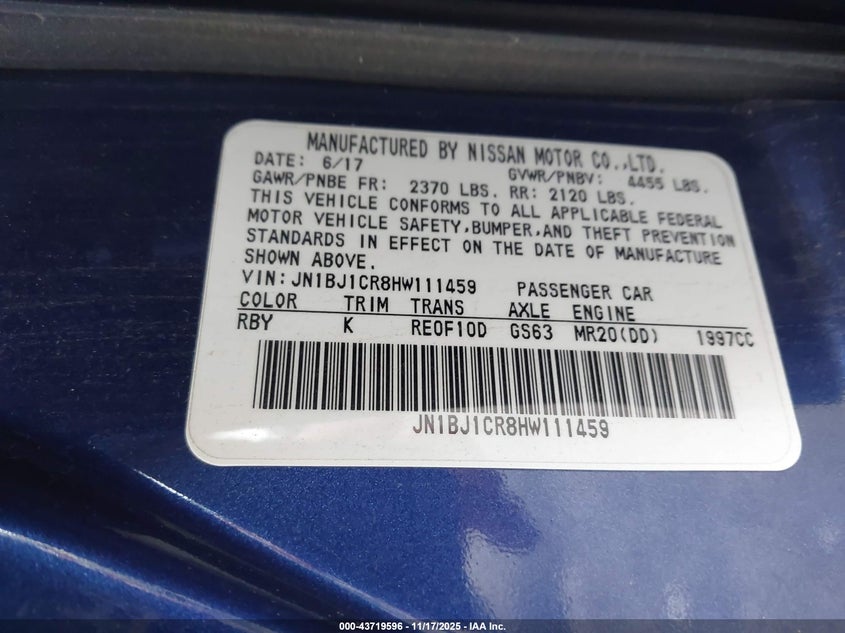 MANUFACTURED BY NISSAN MOTOR CO.,LTD.
DATE: 6/17 GVWR/PNBV: 4455 LBS.
GAWR/PNBE FR: 2370 LBS. RR: 2120 LBS.
THIS VEHICLE CONFORMS TO ALL APPLICABLE FEDERAL
MOTOR VEHICLE SAFETY,BUMPER,AND THEFT PREVENTION
STANDARDS IN EFFECT ON THE DATE OF MANUFACTURE
SHOWN ABOVE.
VIN:JN1BJ1CR8HW111459 PASSENGER CAR
COLOR TRIM TRANS AXLE ENGINE
RBY K RE0F10D GS63 MR20(DD) 1997CC
JN1BJ1CR8HW111459
000-43719596 - 11/17/2025 - IAA Inc.